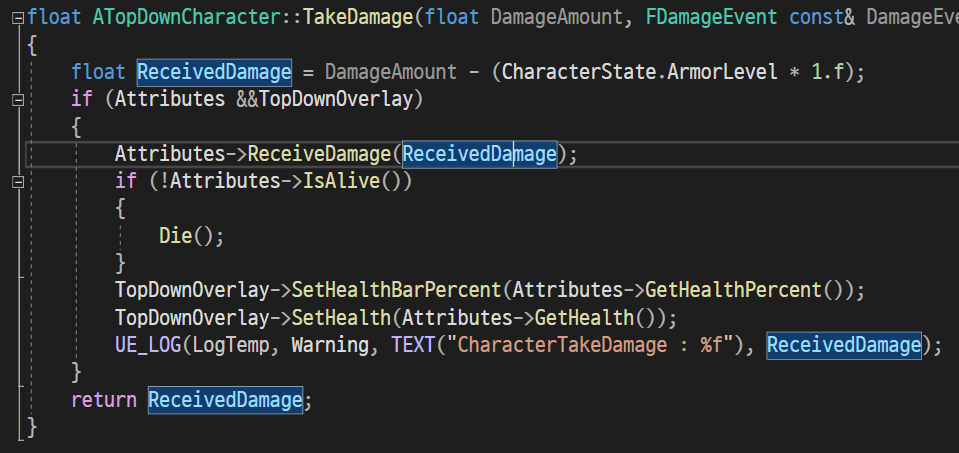 float ATopDownCharacter::TakeDamage(float DamageAmount, FDamageEvent const& DamageEve
{
float ReceivedDamage = DamageAmount - (CharacterState.ArmorLevel * 1.f);
if (Attributes &&TopDownOverlay)
{
Attributes->ReceiveDamage(ReceivedDamage);
if (!Attributes->IsAlive())
{
Die();
}
TopDownOverlay->SetHealthBarPercent(Attributes->GetHealthPercent());
TopDownOverlay->SetHealth(Attributes->GetHealth());
UE_LOG(LogTemp, Warning, TEXT("CharacterTakeDamage : %f"), ReceivedDamage);
}
return ReceivedDamage;
}